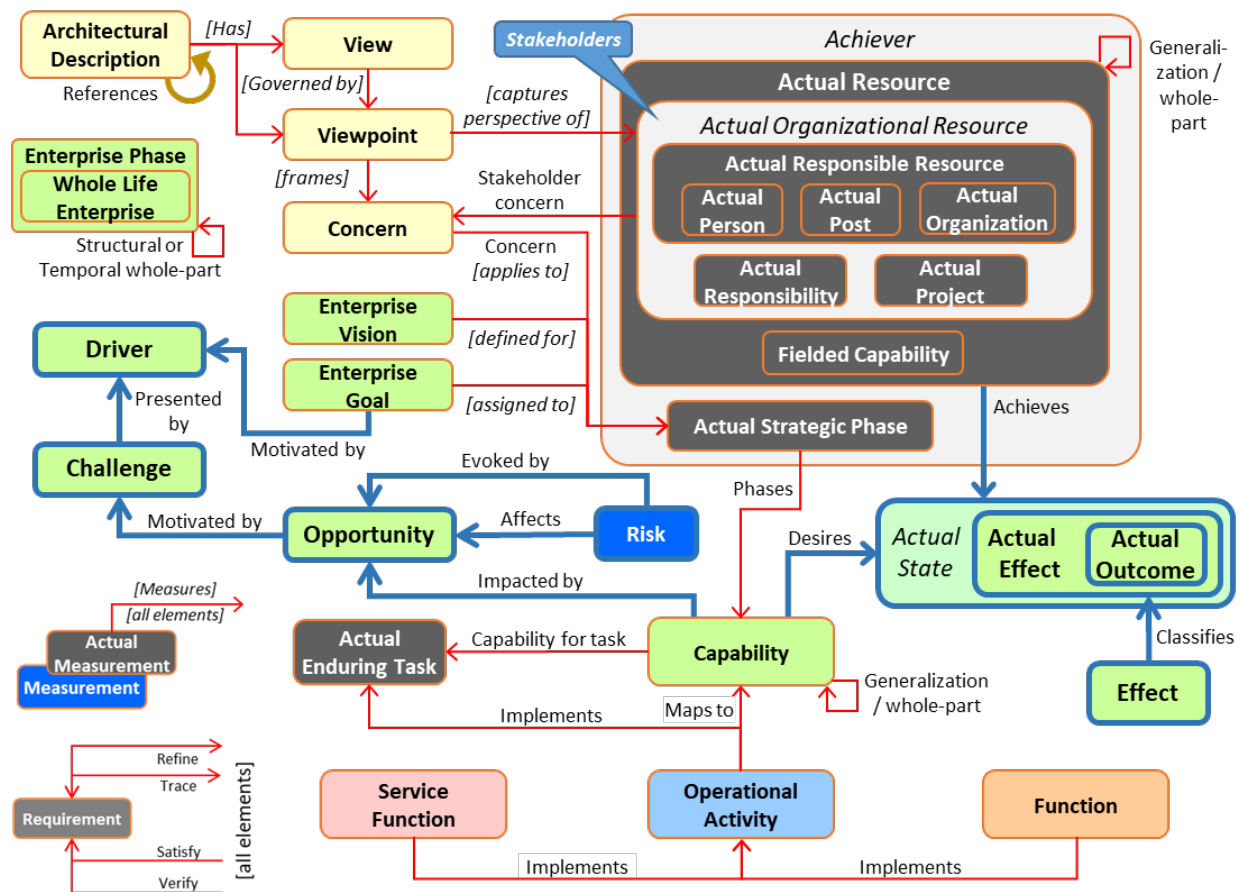 Architectural
Description
[Has]
References
View
[Governed by]
Viewpoint
[captures
perspective of]
[frames]
Concern
Stakeholder
concern
Concern
[applies to]
Stakeholders
Achiever
Generali-
zation /
whole-
part
Actual Resource
Actual Organizational Resource
Actual Responsible Resource
Actual
Person
Actual
Post
Actual
Organization
Actual
Responsibility
Actual
Project
Fielded Capability
Actual Strategic Phase
Enterprise Phase
Whole Life
Enterprise
Structural or
Temporal whole-part
Enterprise
Vision
[defined for]
Enterprise
Goal
[assigned to]
Driver
Presented
by
Motivated by
Challenge
Motivated by
Opportunity
Evoked by
Affects
Risk
Impacted by
Phases
Achieves
Desires
Actual
State
Actual
Effect
Actual
Outcome
Classifies
Effect
[Measures]
[all elements]
Actual
Measurement
Measurement
Actual
Enduring Task
Capability for task
Capability
Generalization
/ whole-part
Implements
Maps to
Refine
Trace
Requirement
Satisfy
Verify
[all elements]
Service
Function
Operational
Activity
Function
Implements
Implements